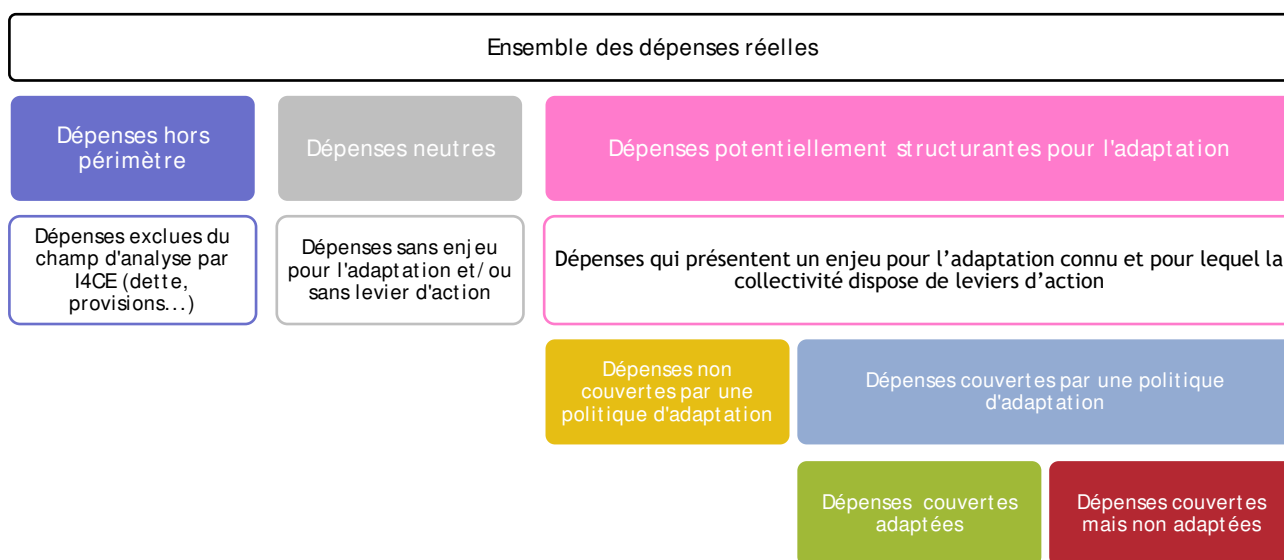 Ensemble des dépenses réelles
Dépenses hors
périmètre
Dépenses neutres
Dépenses potentiellement structurantes pour l'adaptation
Dépenses exclues du
champ d'analyse par
I4CE (dette,
provisions...)
Dépenses sans enjeu
pour l'adaptation et/ou
sans levier d'action
Dépenses qui présentent un enjeu pour l’adaptation connu et pour lequel la
collectivité dispose de leviers d’action
Dépenses non
couvertes par une
politique d'adaptation
Dépenses couvertes par une politique
d'adaptation
Dépenses couvertes
adaptées
Dépenses couvertes
mais non adaptées